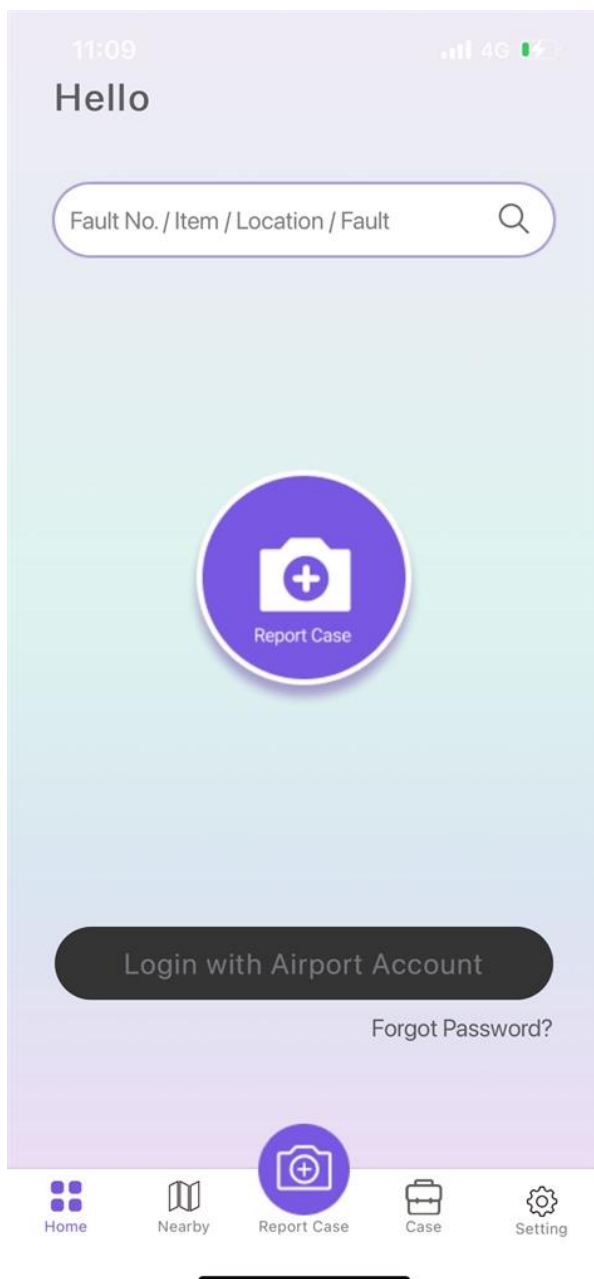 11:09
4G
Hello
Fault No. / Item / Location / Fault
Report Case
Login with Airport Account
Forgot Password?
Home
Nearby
Report Case
Case
Setting